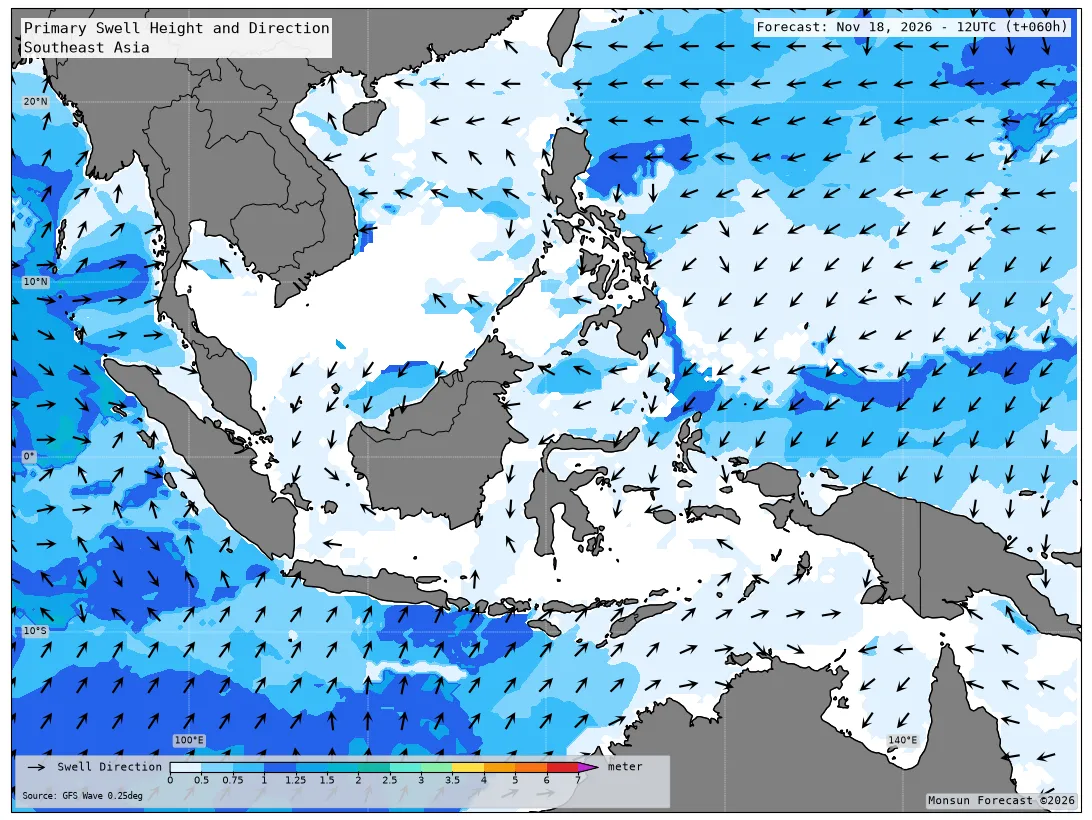 Primary Swell Height and Direction
Southeast Asia
Forecast: Nov 18, 2026 - 12UTC (t+060h)
20°N
10°N
0°
10°S
100°E
140°E
Swell Direction
meter
0 0.5 0.75 1 1.25 1.5 2 2.5 3 3.5 4 5 6 7
Source: GFS Wave 0.25deg
Monsun Forecast ©2026